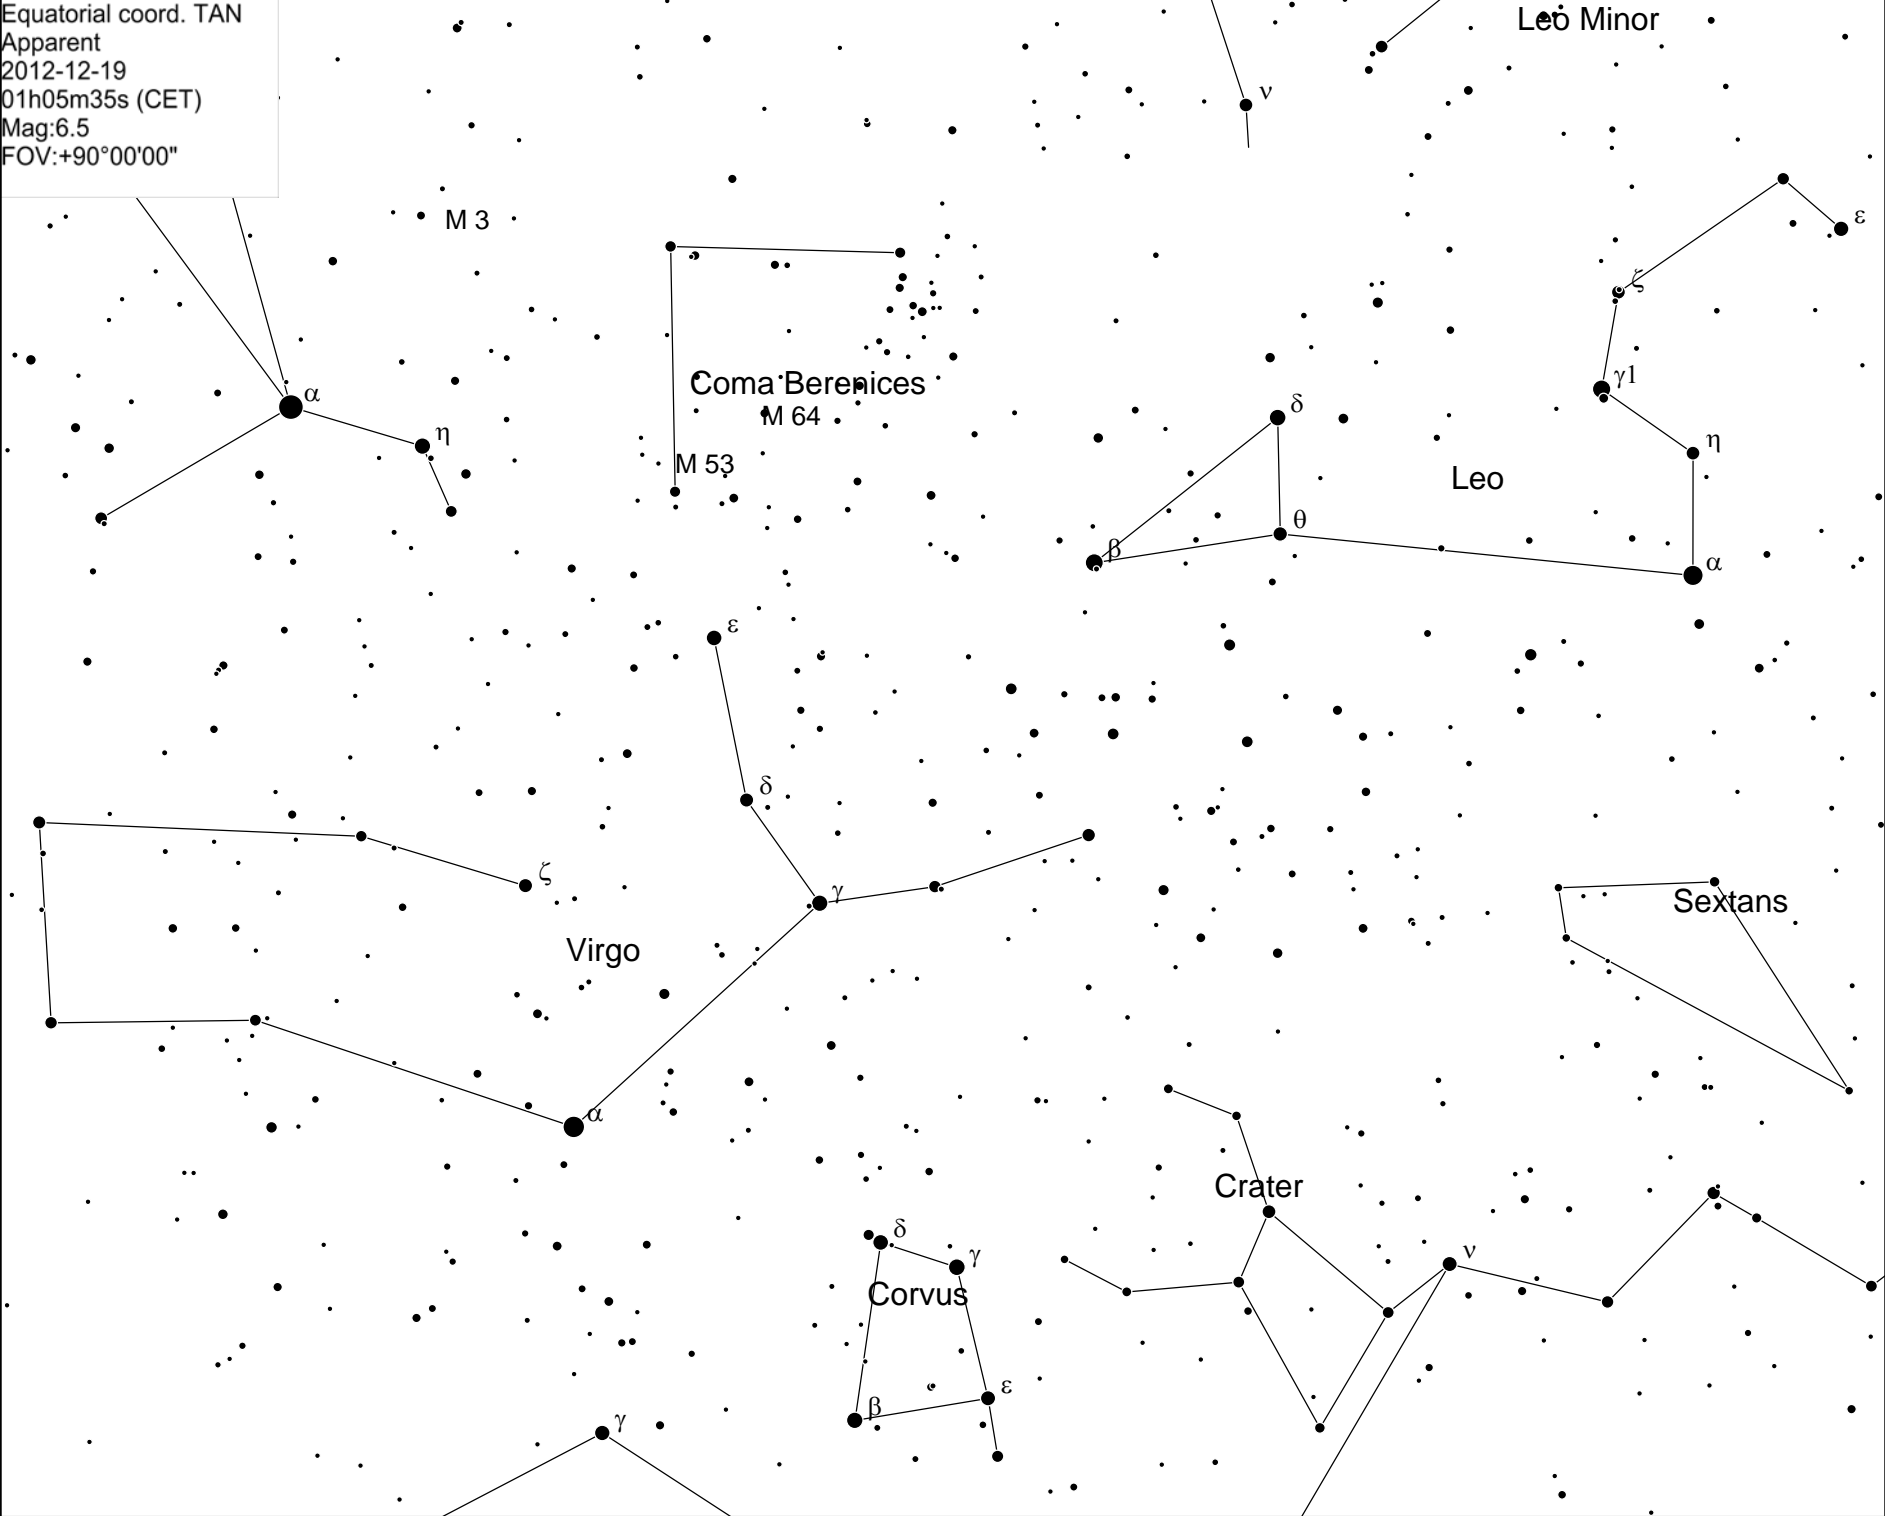 Equatorial coord. TAN
Apparent
2012-12-19
01h05m35s (CET)
Mag:6.5
FOV:+90°00'00"
Leo Minor
ν
M 3
ε
ζ
Coma Berenices
γ1
α
M 64
δ
η
η
M 53
Leo
θ
β
α
ε
δ
ζ
γ
Sextans
Virgo
α
Crater
δ
γ
ν
Corvus
ε
β
γ